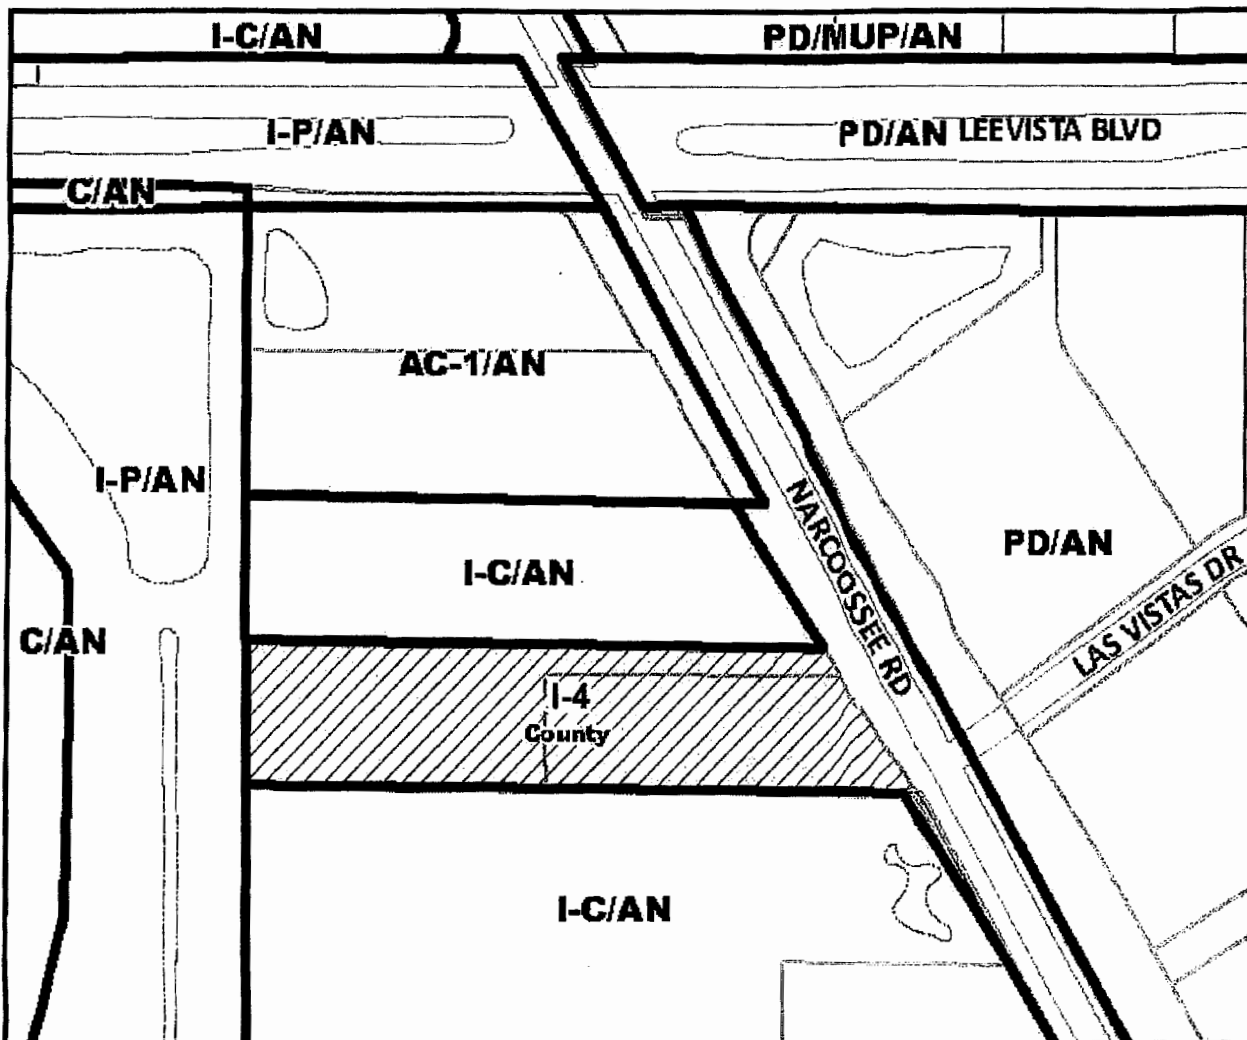 I-C/AN
PD/MUP/AN
I-P/AN
PD/AN
LEEVISTA BLVD
C/AN
AC-1/AN
I-P/AN
NARCOOSSEE RD
PD/AN
I-C/AN
LAS VISTAS DR
C/AN
I-4
County
I-C/AN